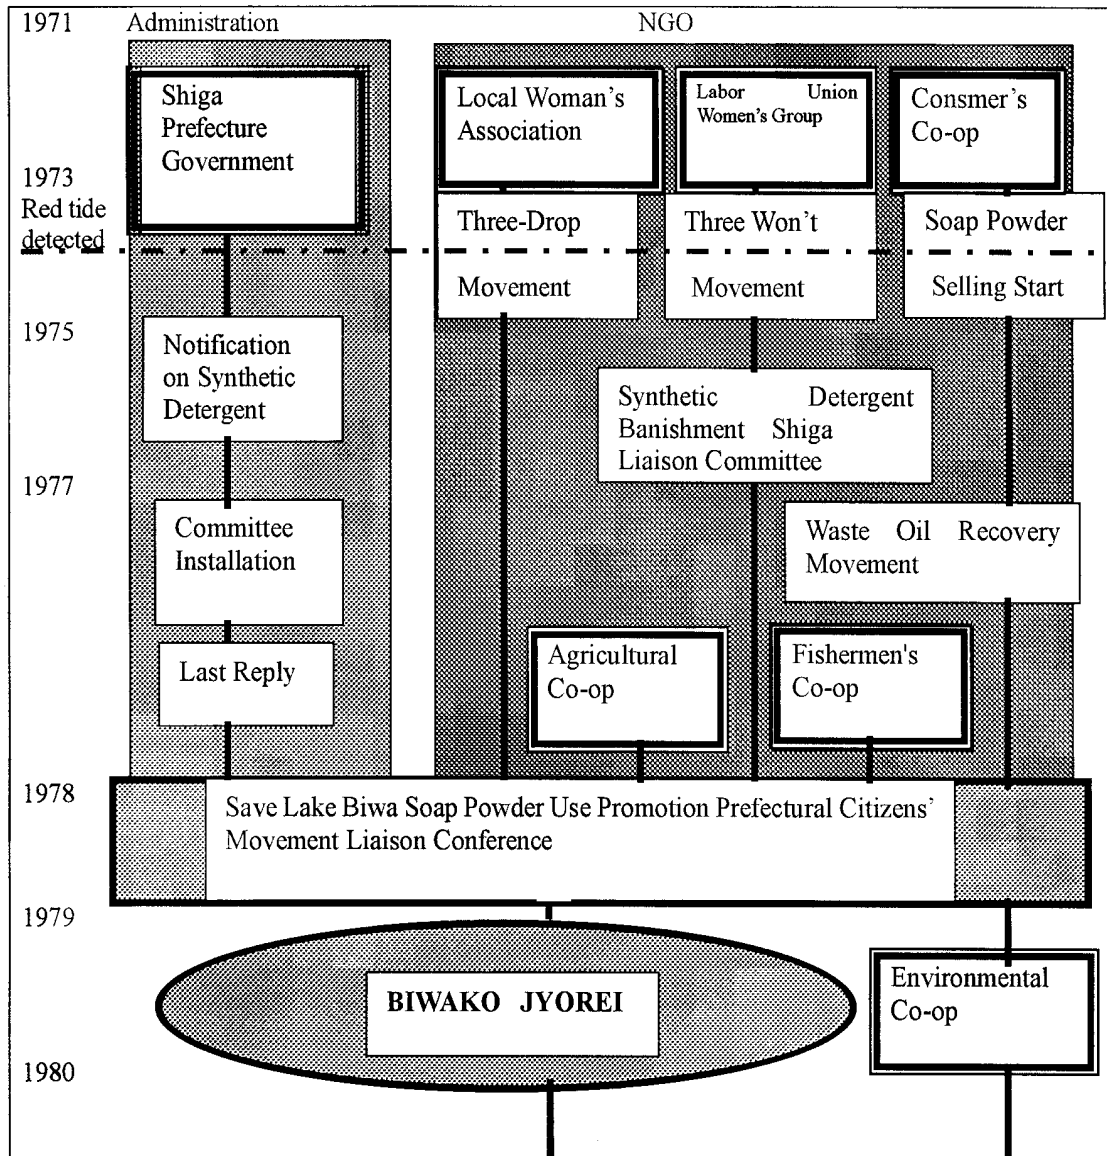 1971
Administration
NGO
Shiga
Prefecture
Government
Local Woman's
Association
Labor Union
Women's Group
Consmer's
Co-op
1973
Red tide
detected
Three-Drop
Movement
Three Won't
Movement
Soap Powder
Selling Start
1975
Notification
on Synthetic
Detergent
Synthetic Detergent
Banishment Shiga
Liaison Committee
1977
Committee
Installation
Waste Oil Recovery
Movement
Last Reply
Agricultural
Co-op
Fishermen's
Co-op
1978
Save Lake Biwa Soap Powder Use Promotion Prefectural Citizens'
Movement Liaison Conference
1979
BIWAKO JYOREI
Environmental
Co-op
1980